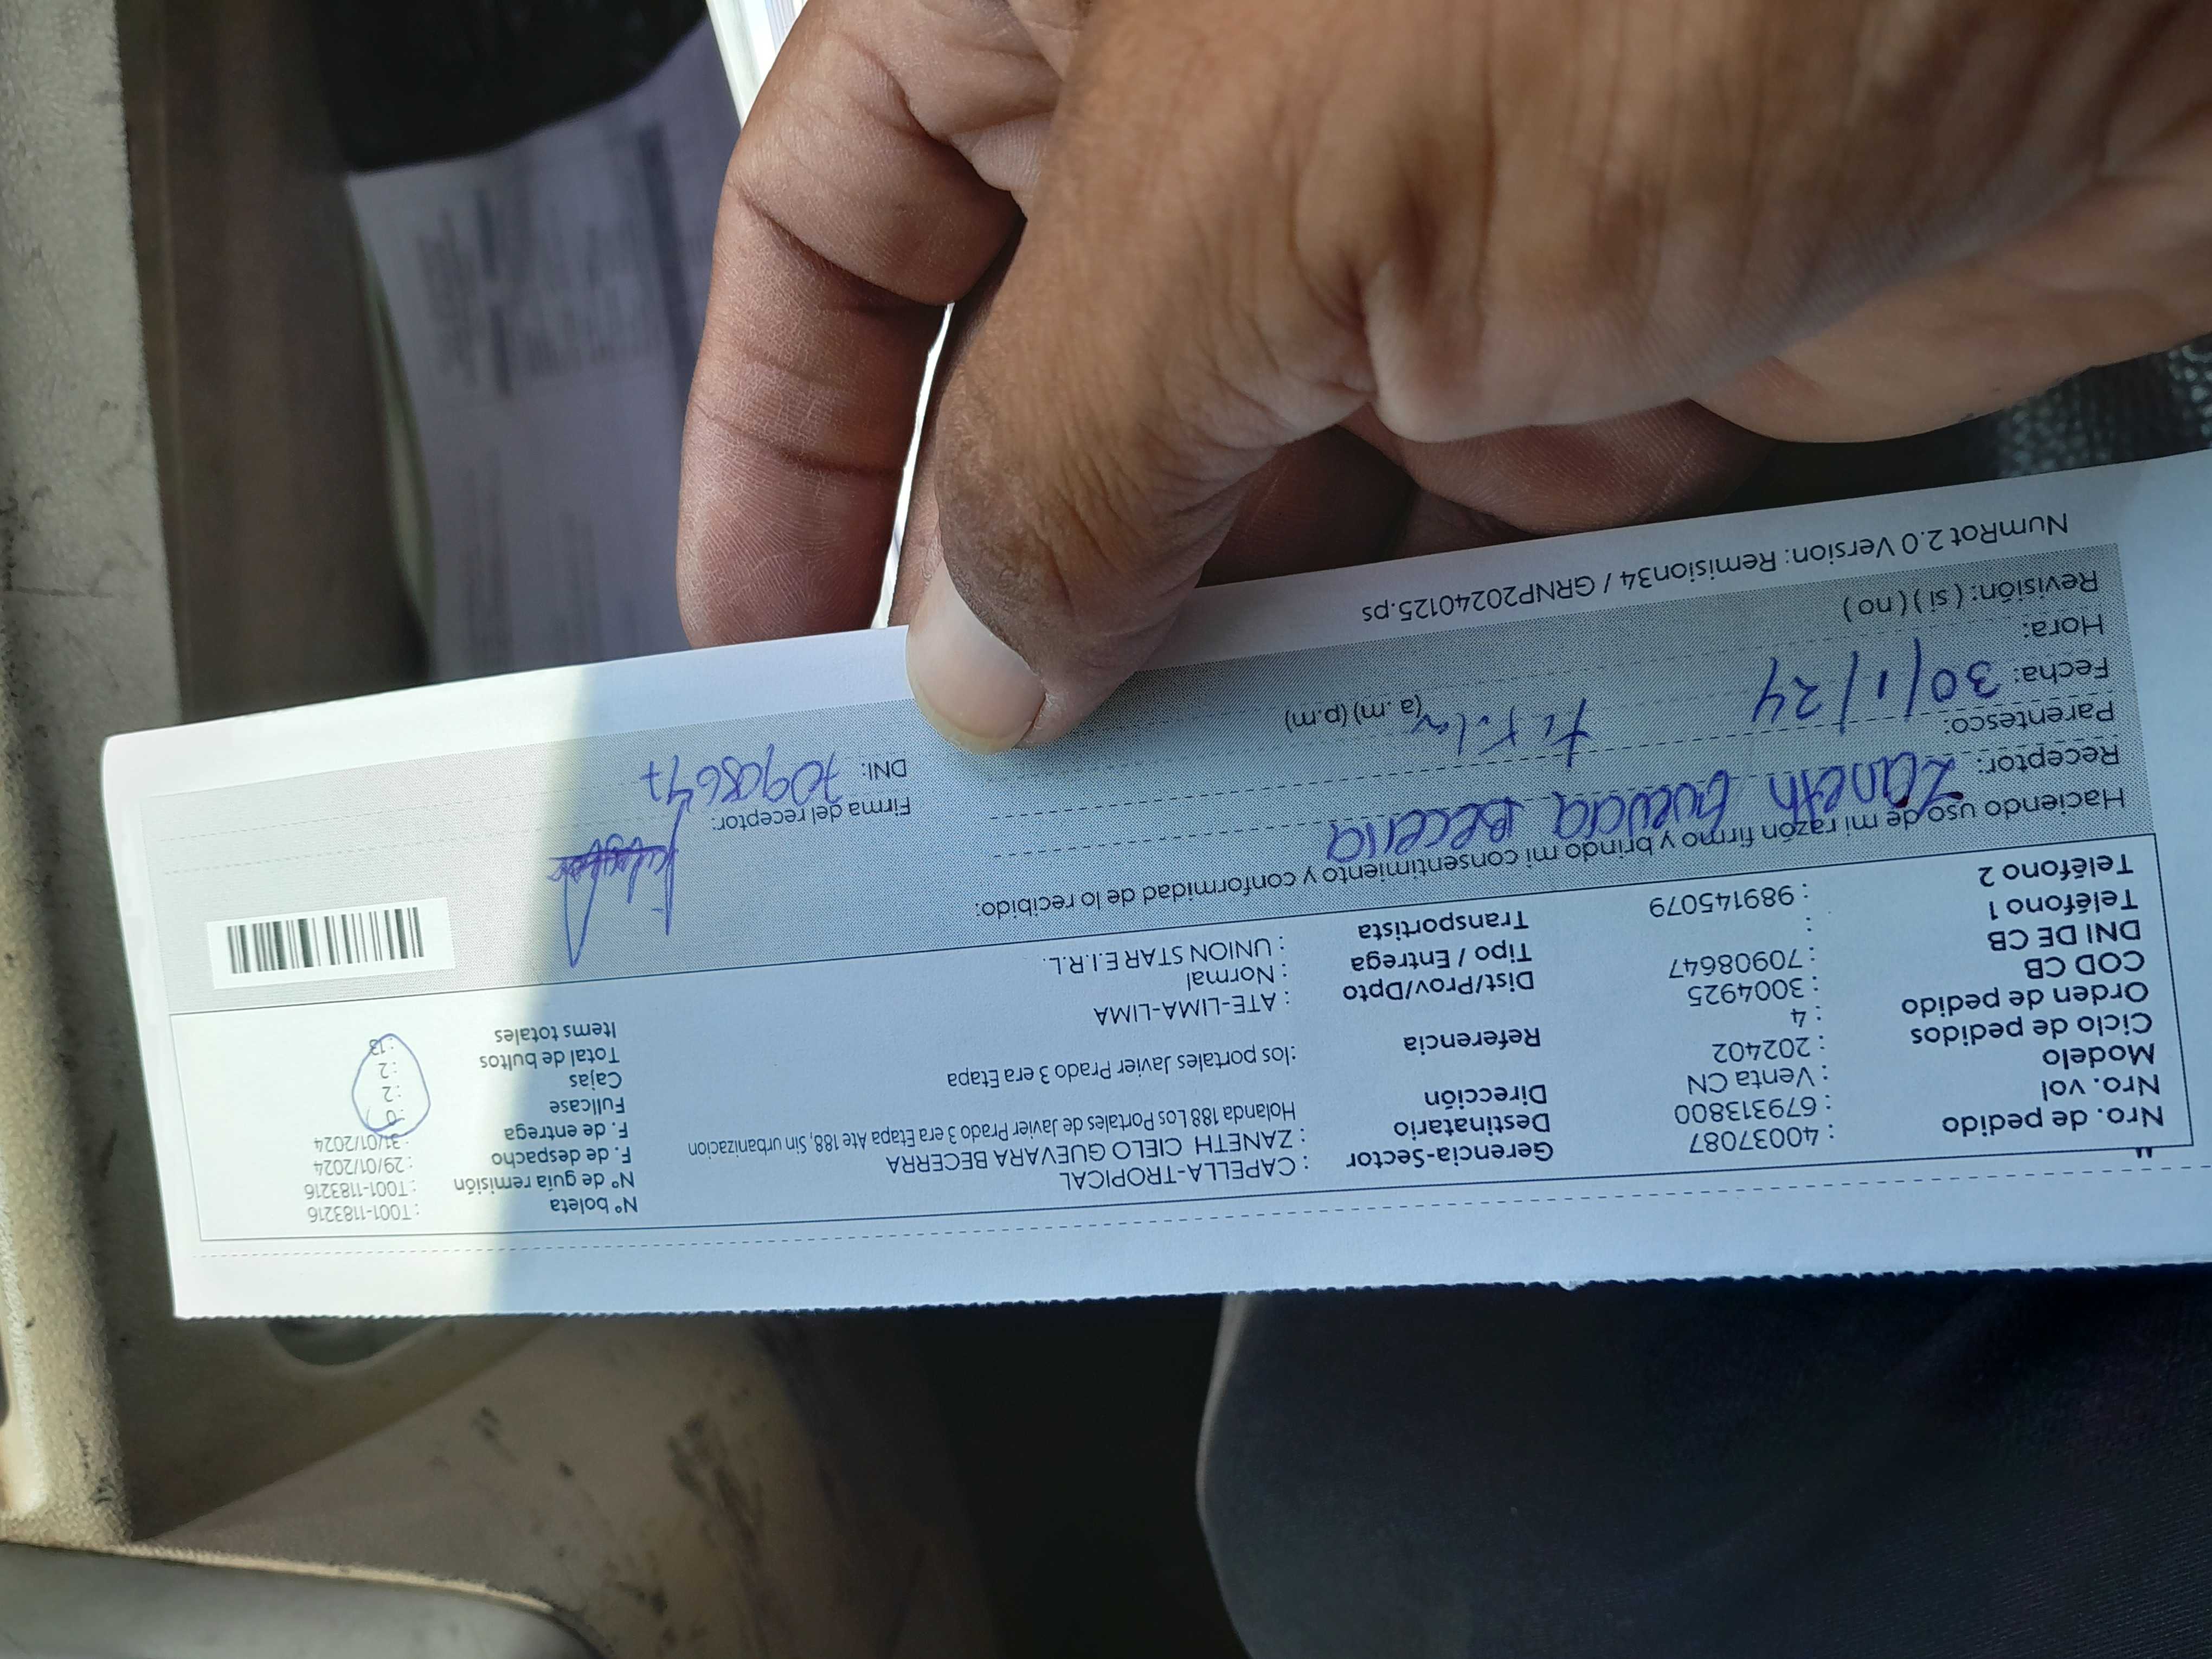 Nro. de pedido : 40037087
Nro. vol : 679313800
Modelo : Venta CN
Ciclo de pedidos : 202402
Orden de pedido : 4
COD CB : 3004925
DNI DE CB : 70908647
Teléfono 1 :
Teléfono 2 : 989145079
Gerencia-Sector : CAPELLA-TROPICAL
Destinatario : ZANETH CIELO GUEVARA BECERRA
Dirección Holanda 188 Los Portales de Javier Prado 3 era Etapa Ate 188, Sin urbanizacion
Referencia :los portales Javier Prado 3 era Etapa
Dist/Prov/Dpto : ATE-LIMA-LIMA
Tipo / Entrega : Normal
Transportista : UNION STAR E.I.R.L.
N° boleta : T001-1183216
N° de guía remisión : T001-1183216
F. de despacho : 29/01/2024
F. de entrega : 31/01/2024
Fullcase : 0
Cajas : 2
Total de bultos : 2
Items totales : 13
Haciendo uso de mi razón firmo y brindo mi consentimiento y conformidad de lo recibido:
Receptor: Zaneth Guevara Becerra
Parentesco: titular
Fecha: 30/1/24
Hora: (a .m) (p.m)
Revisión: ( si ) ( no )
Firma del receptor:
DNI: 70908647
NumRot 2.0 Version: Remision34 / GRNP20240125.ps